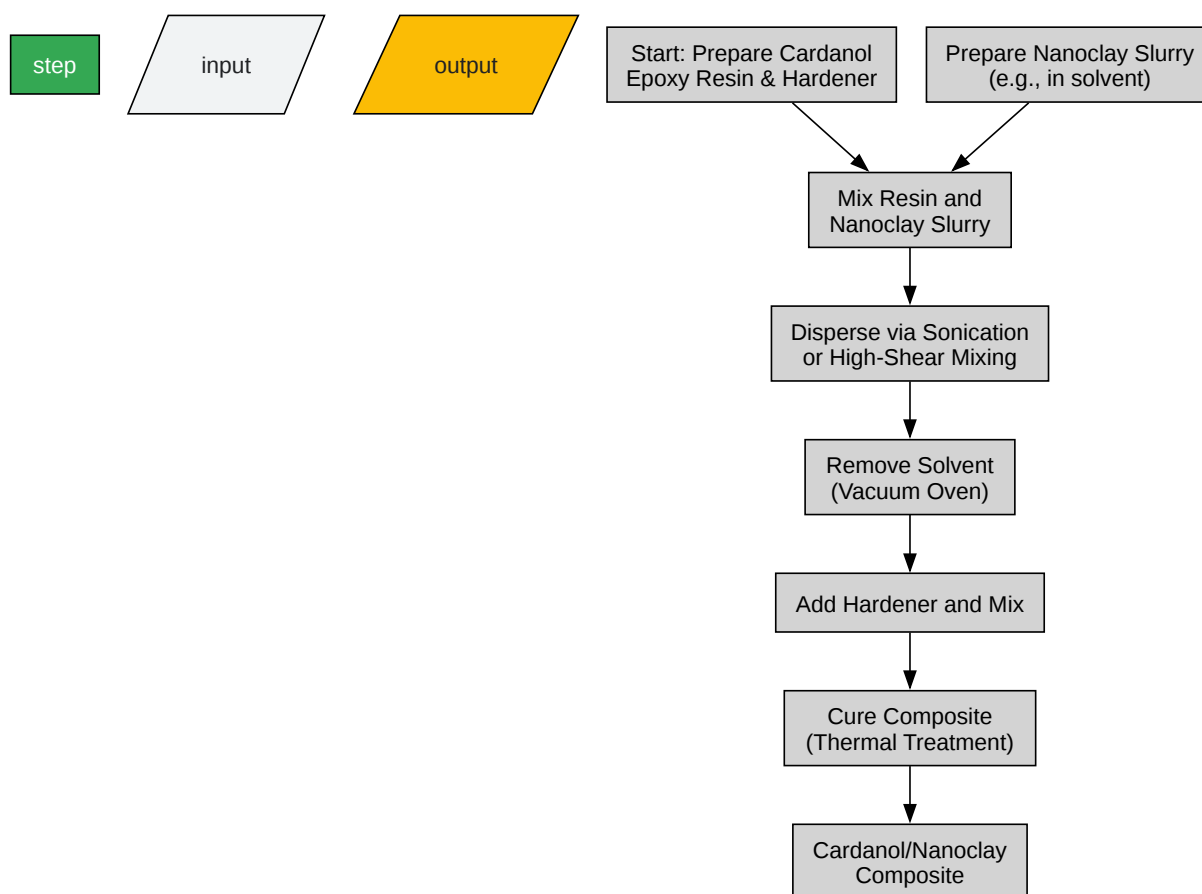 step
input
output
Start: Prepare Cardanol
Epoxy Resin & Hardener
Prepare Nanoclay Slurry
(e.g., in solvent)
Mix Resin and
Nanoclay Slurry
Disperse via Sonication
or High-Shear Mixing
Remove Solvent
(Vacuum Oven)
Add Hardener and Mix
Cure Composite
(Thermal Treatment)
Cardanol/Nanoclay
Composite